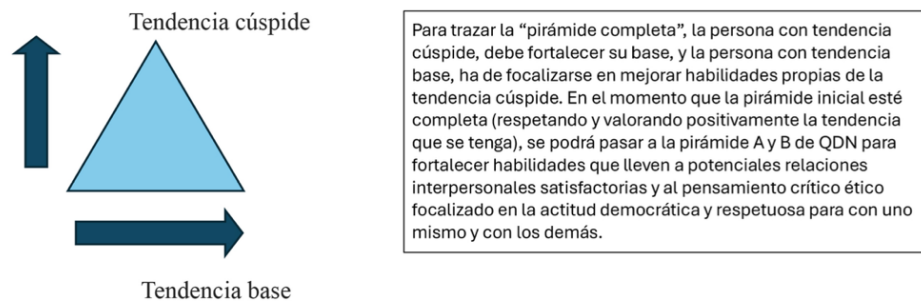 Tendencia cúspide
Para trazar la “pirámide completa”, la persona con tendencia
cúspide, debe fortalecer su base, y la persona con tendencia
base, ha de focalizarse en mejorar habilidades propias de la
tendencia cúspide. En el momento que la pirámide inicial esté
completa (respetando y valorando positivamente la tendencia
que se tenga), se podrá pasar a la pirámide A y B de QDN para
fortalecer habilidades que lleven a potenciales relaciones
interpersonales satisfactorias y al pensamiento crítico ético
focalizado en la actitud democrática y respetuosa para con uno
mismo y con los demás.
Tendencia base